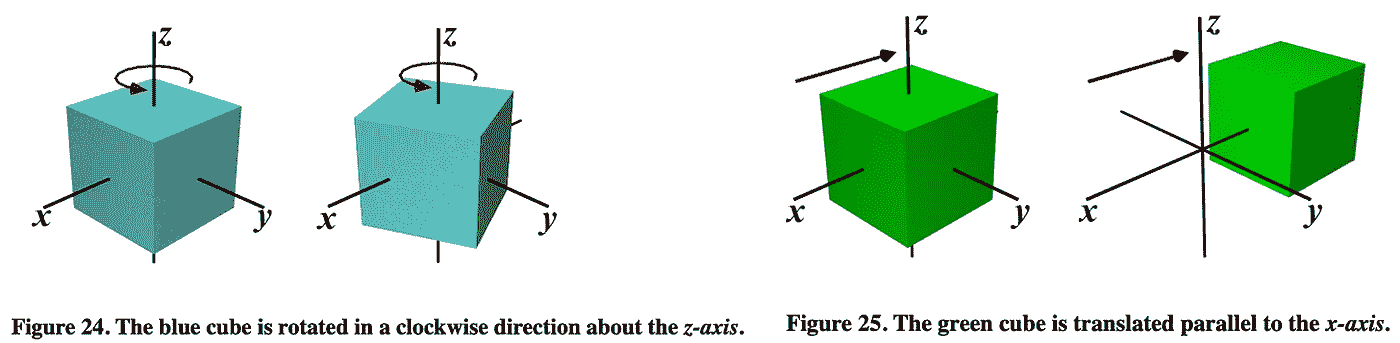 z
x
y
z
x
y
z
x
y
z
x
y
Figure 24. The blue cube is rotated in a clockwise direction about the z-axis.
Figure 25. The green cube is translated parallel to the x-axis.